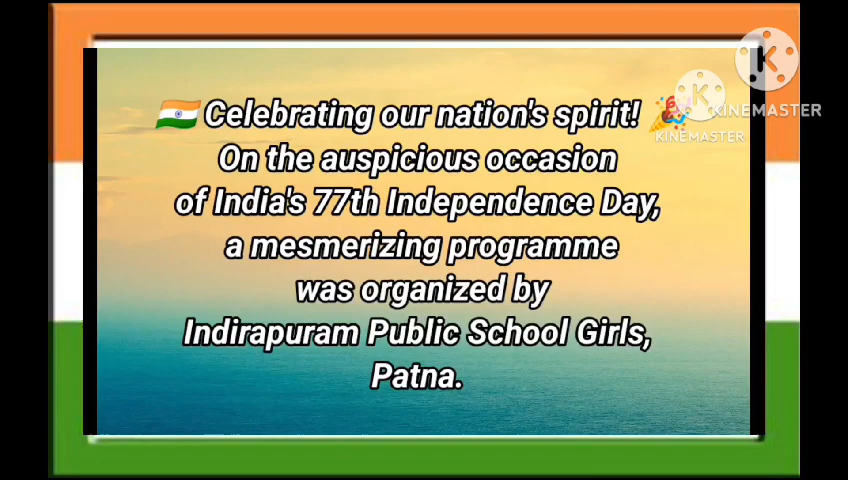 🇮🇳 Celebrating our nation's spirit! 🎉
On the auspicious occasion
of India's 77th Independence Day,
a mesmerizing programme
was organized by
Indirapuram Public School Girls,
Patna.
K
KINEMASTER
K
KINEMASTER